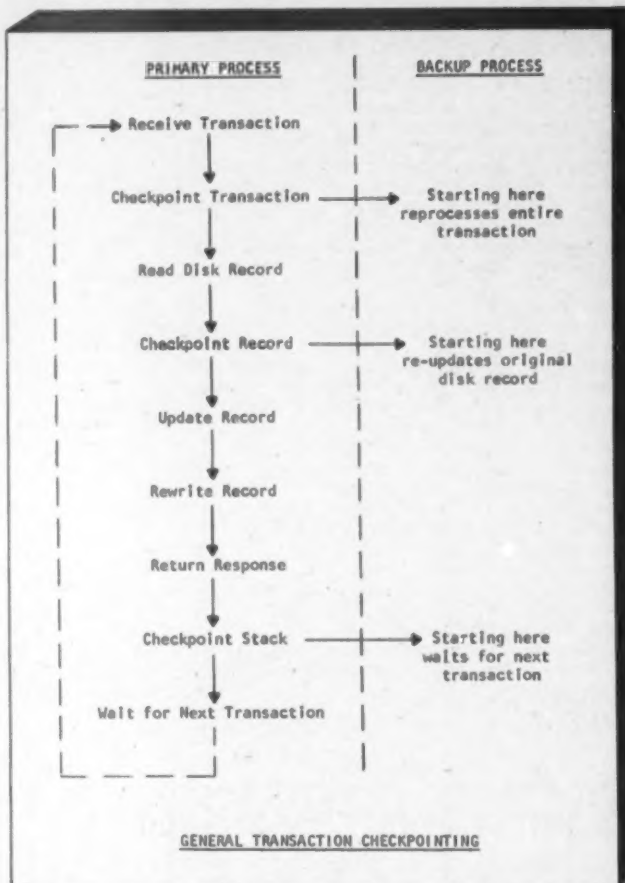 PRIMARY PROCESS
BACKUP PROCESS
Receive Transaction
Checkpoint Transaction
Starting here
reprocesses entire
transaction
Read Disk Record
Checkpoint Record
Starting here
re-updates original
disk record
Update Record
Rewrite Record
Return Response
Checkpoint Stack
Starting here
waits for next
transaction
Wait for Next Transaction
GENERAL TRANSACTION CHECKPOINTING